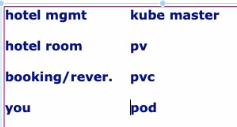 hotel mgmt kube master
hotel room pv
booking/rever. pvc
you pod